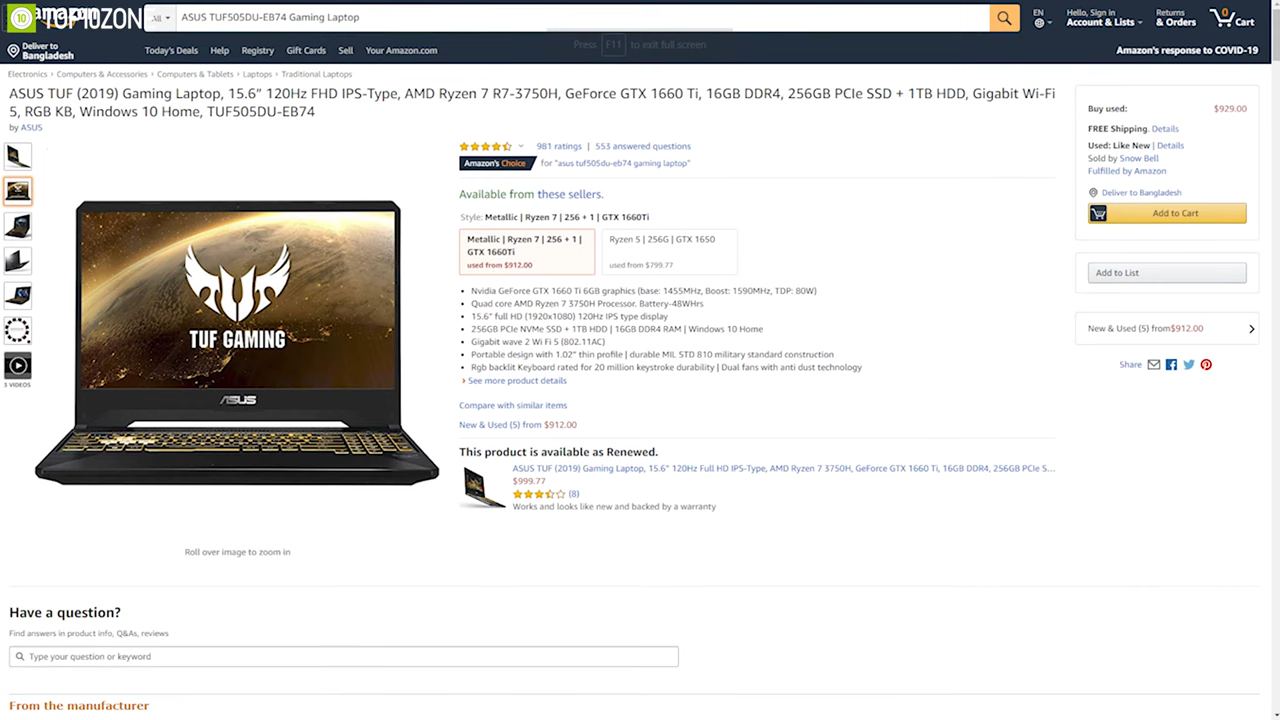 10 TOP10ZONE
amazon
All
ASUS TUF505DU-EB74 Gaming Laptop
EN
Hello, Sign in
Account & Lists
Returns
& Orders
0
Cart
Deliver to
Bangladesh
Today's Deals Help Registry Gift Cards Sell Your Amazon.com
Press F11 to exit full screen
Amazon's response to COVID-19
Electronics › Computers & Accessories › Computers & Tablets › Laptops › Traditional Laptops
ASUS TUF (2019) Gaming Laptop, 15.6” 120Hz FHD IPS-Type, AMD Ryzen 7 R7-3750H, GeForce GTX 1660 Ti, 16GB DDR4, 256GB PCIe SSD + 1TB HDD, Gigabit Wi-Fi
5, RGB KB, Windows 10 Home, TUF505DU-EB74
by ASUS
3 VIDEOS
TUF GAMING
ASUS
Roll over image to zoom in
981 ratings | 553 answered questions
Amazon's Choice for "asus tuf505du-eb74 gaming laptop"
Available from these sellers.
Style: Metallic | Ryzen 7 | 256 + 1 | GTX 1660Ti
Metallic | Ryzen 7 | 256 + 1 |
GTX 1660Ti
used from $912.00
Ryzen 5 | 256G | GTX 1650
used from $799.77
• Nvidia GeForce GTX 1660 Ti 6GB graphics (base: 1455MHz, Boost: 1590MHz, TDP: 80W)
• Quad core AMD Ryzen 7 3750H Processor. Battery-48WHrs
• 15.6" full HD (1920x1080) 120Hz IPS type display
• 256GB PCIe NVMe SSD + 1TB HDD | 16GB DDR4 RAM | Windows 10 Home
• Gigabit wave 2 Wi Fi 5 (802.11AC)
• Portable design with 1.02" thin profile | durable MIL STD 810 military standard construction
• Rgb backlit Keyboard rated for 20 million keystroke durability | Dual fans with anti dust technology
› See more product details
Compare with similar items
New & Used (5) from $912.00
This product is available as Renewed.
ASUS TUF (2019) Gaming Laptop, 15.6" 120Hz Full HD IPS-Type, AMD Ryzen 7 3750H, GeForce GTX 1660 Ti, 16GB DDR4, 256GB PCIe S...
$999.77
(8)
Works and looks like new and backed by a warranty
Buy used: $929.00
FREE Shipping. Details
Used: Like New | Details
Sold by Snow Bell
Fulfilled by Amazon
Deliver to Bangladesh
Add to Cart
Add to List
New & Used (5) from $912.00
Share
Have a question?
Find answers in product info, Q&As, reviews
Type your question or keyword
From the manufacturer